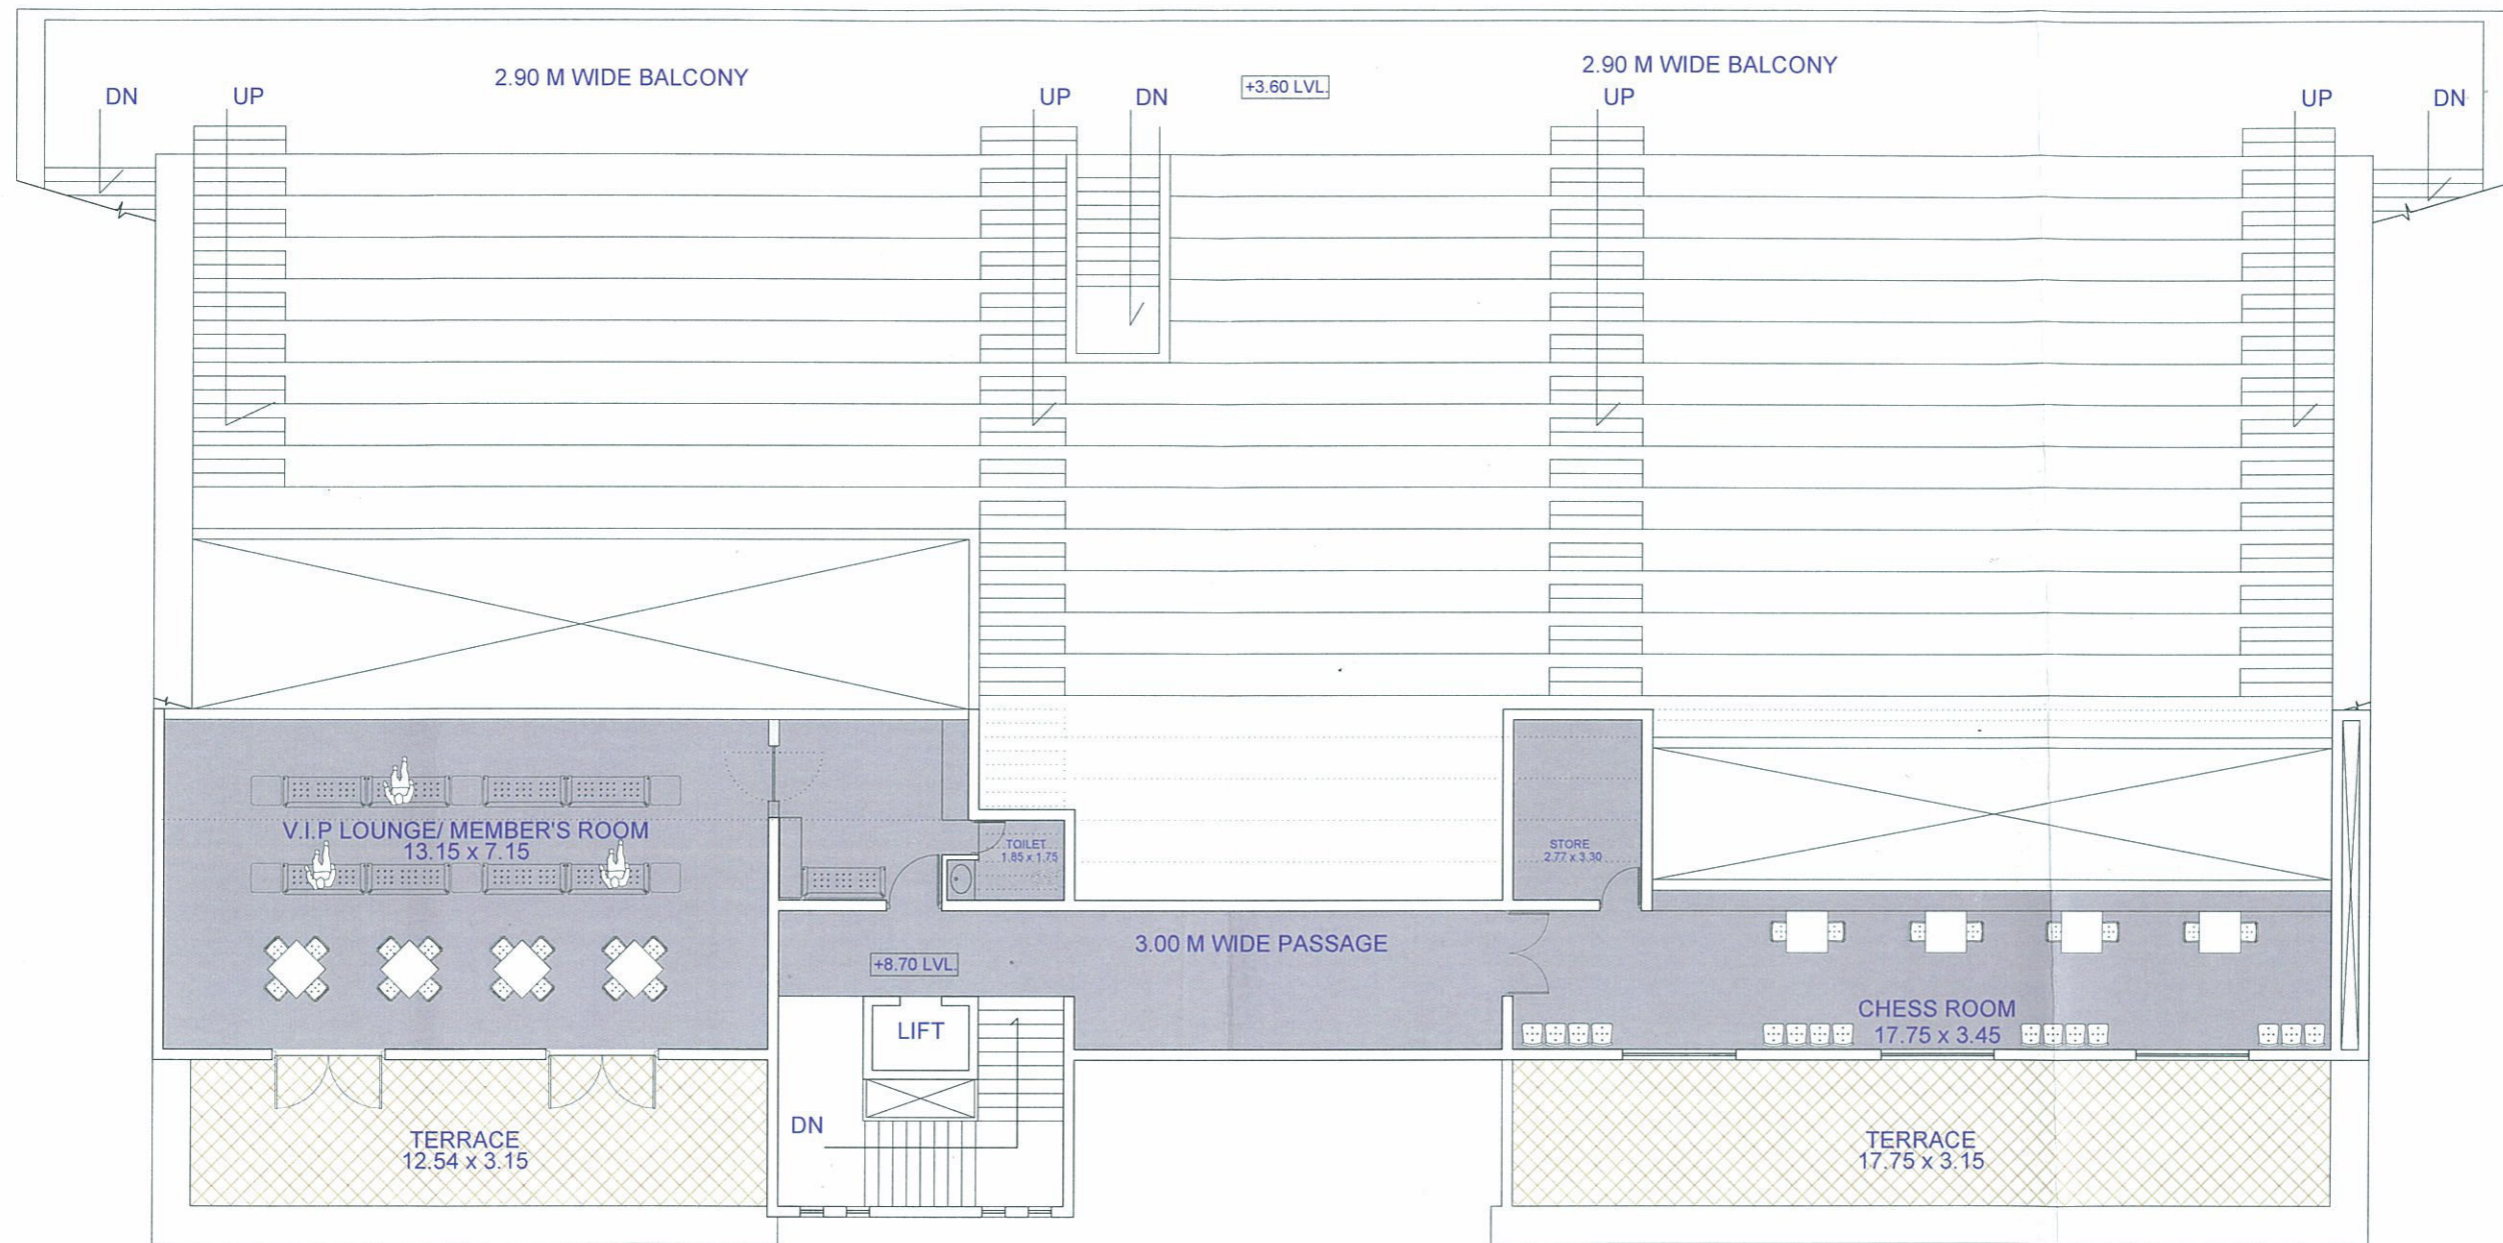 2.90 M WIDE BALCONY
2.90 M WIDE BALCONY
+3.60 LVL.
DN
UP
UP
DN
UP
UP
DN
V.I.P LOUNGE/ MEMBER'S ROOM
13.15 x 7.15
TOILET
1.85 x 1.75
STORE
2.77 x 3.30
3.00 M WIDE PASSAGE
+8.70 LVL.
LIFT
CHESS ROOM
17.75 x 3.45
DN
TERRACE
12.54 x 3.15
TERRACE
17.75 x 3.15